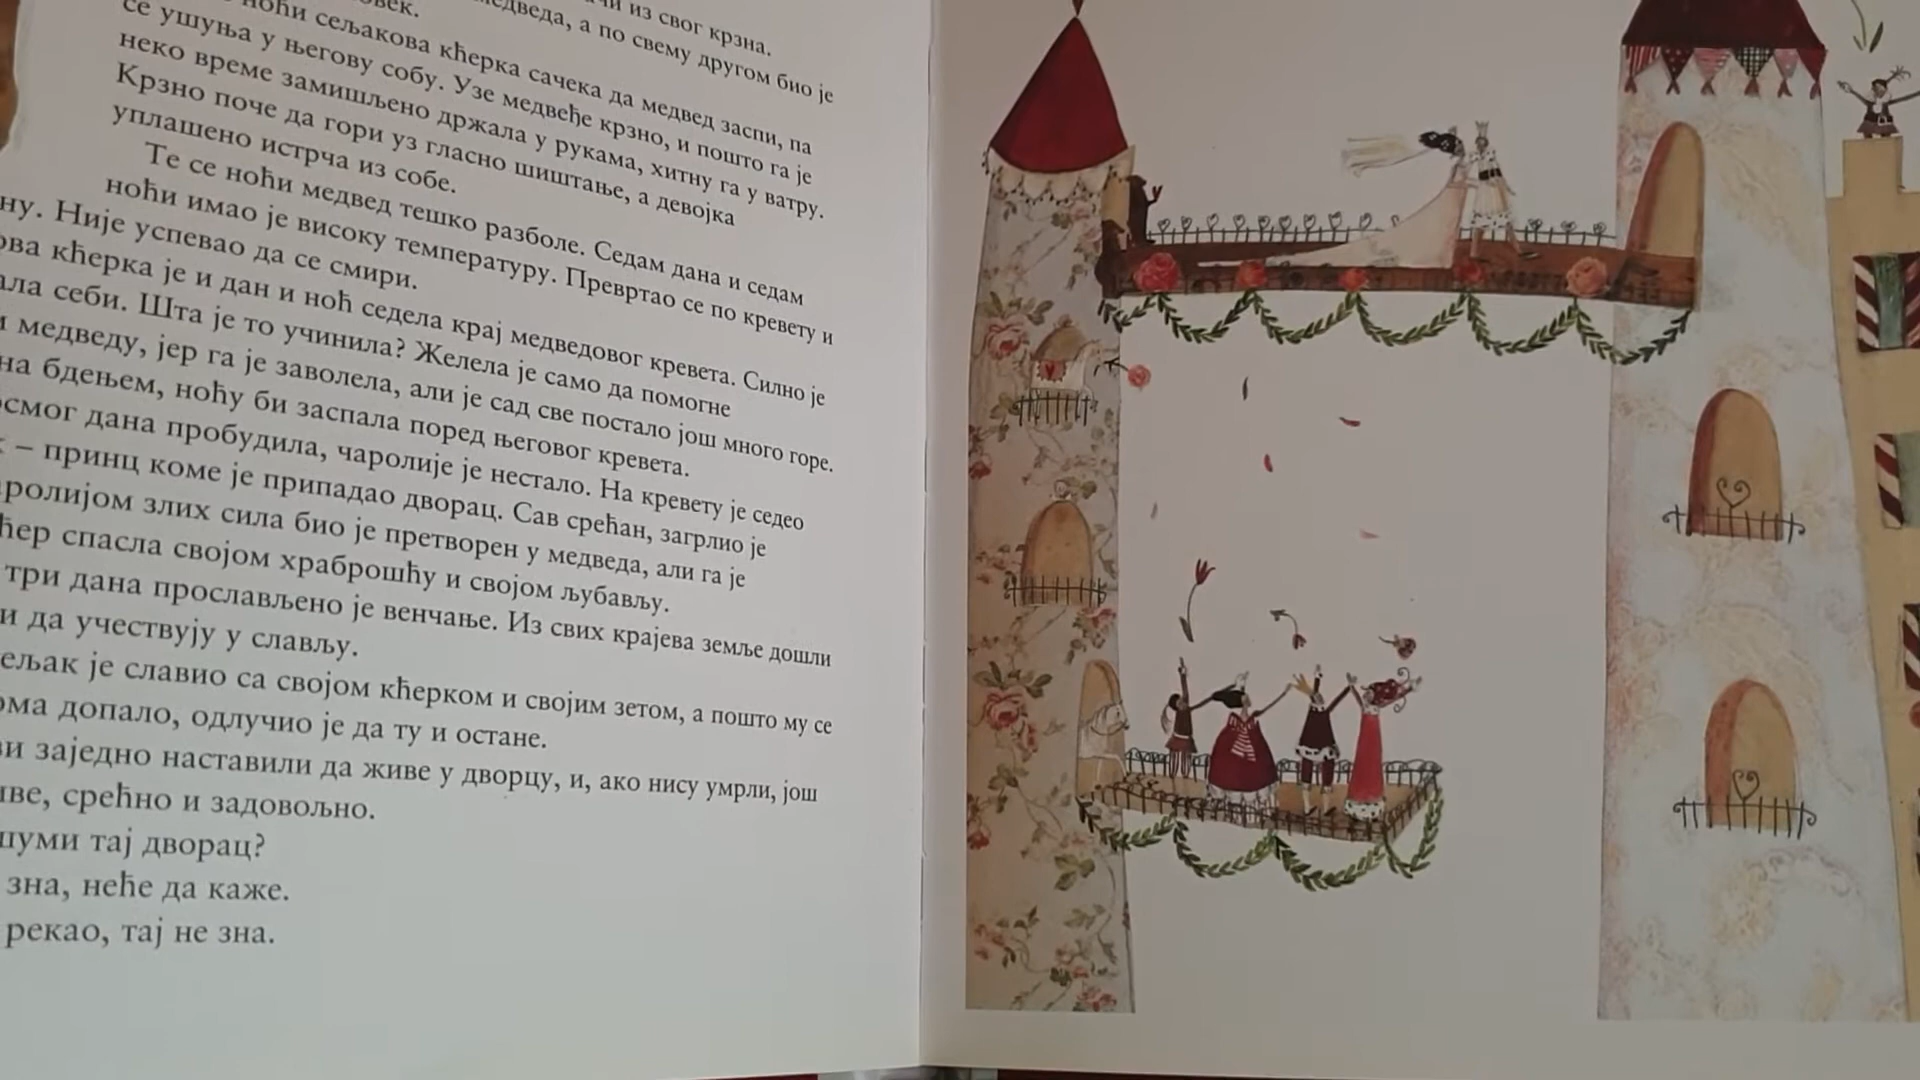 из свог крзна.
медведа, а по свему другом био је
ноћи сељакова кћерка сачека да медвед заспи, па
се ушуња у његову собу. Узе медвеђе крзно, и пошто га је
неко време замишљено држала у рукама, хитну га у ватру.
Крзно поче да гори уз гласно шиштање, а девојка
уплашено истрча из собе.
Те се ноћи медвед тешко разболе. Седам дана и седам
ноћи имао је високу температуру. Превртао се по кревету и
ну. Није успевао да се смири.
ова кћерка је и дан и ноћ седела крај медведовог кревета. Силно је
ала себи. Шта је то учинила? Желела је само да помогне
медведу, јер га је заволела, али је сад све постало још много горе.
на бдењем, ноћу би заспала поред његовог кревета.
осмог дана пробудила, чаролије је нестало. На кревету је седео
– принц коме је припадао дворац. Сав срећан, загрлио је
аролијом злих сила био је претворен у медведа, али га је
ћер спасла својом храброшћу и својом љубављу.
три дана прослављено је венчање. Из свих крајева земље дошли
и да учествују у слављу.
ељак је славио са својом кћерком и својим зетом, а пошто му се
ома допало, одлучио је да ту и остане.
ви заједно наставили да живе у дворцу, и, ако нису умрли, још
иве, срећно и задовољно.
шуми тај дворац?
зна, неће да каже.
рекао, тај не зна.